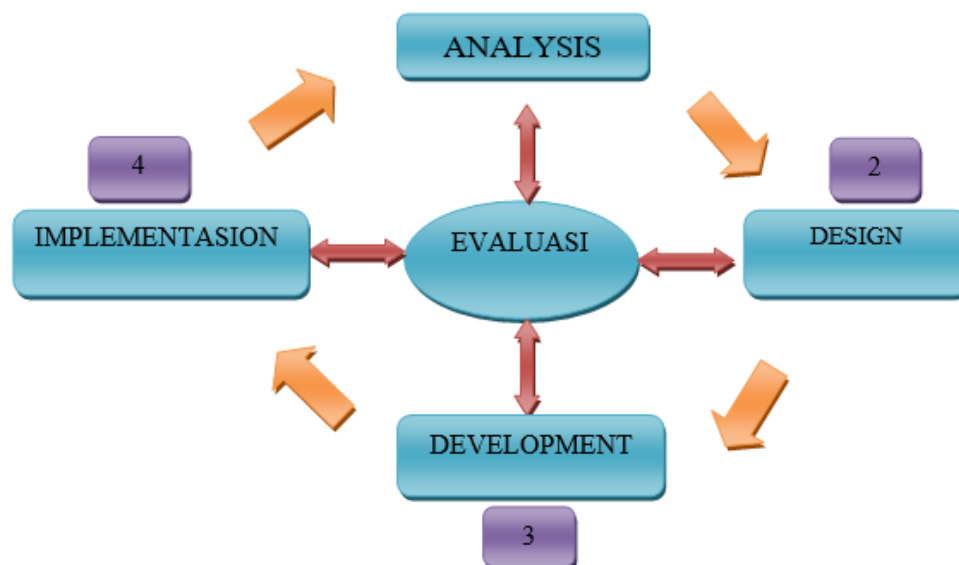 ANALYSIS
4
2
IMPLEMENTASION
EVALUASI
DESIGN
DEVELOPMENT
3